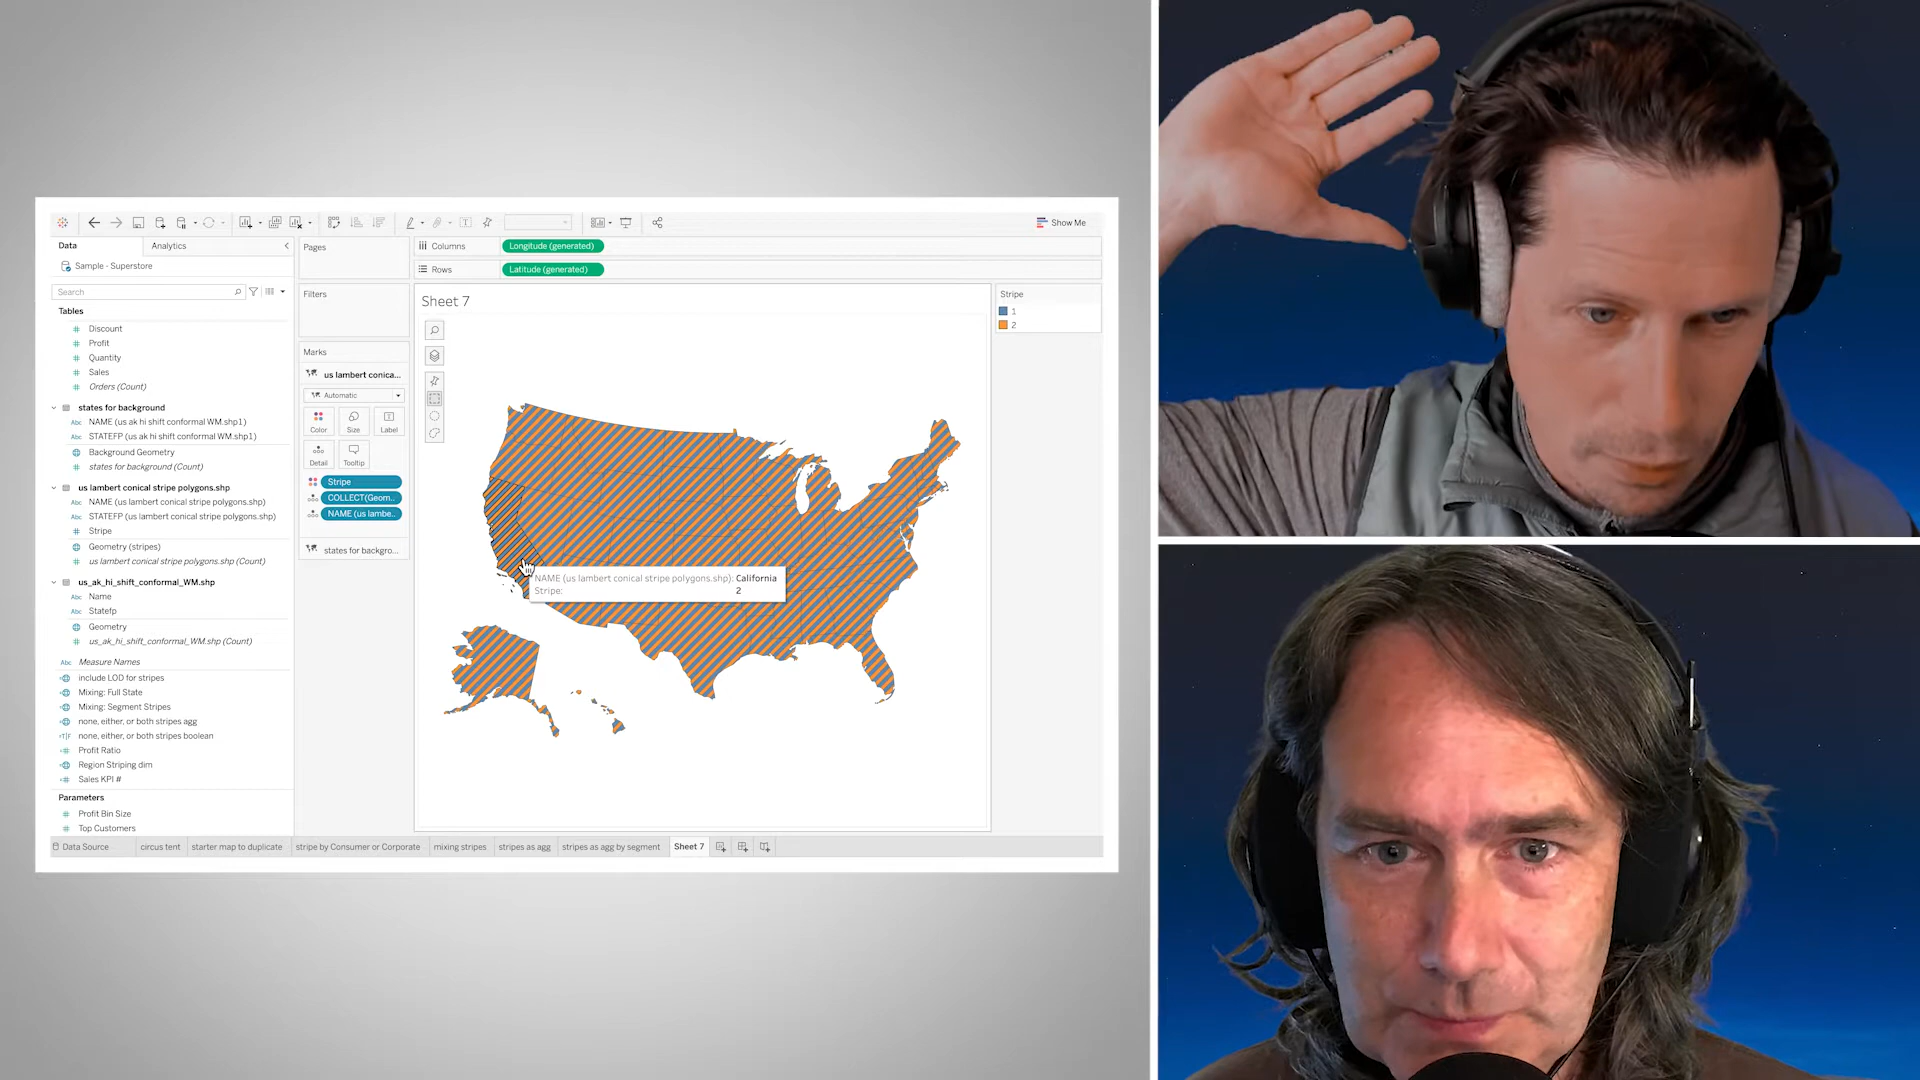 Show Me
Data
Analytics
Sample - Superstore
Search
Tables
# Discount
# Profit
# Quantity
# Sales
# Orders (Count)
states for background
Abc NAME (us ak hi shift conformal WM.shp1)
Abc STATEFP (us ak hi shift conformal WM.shp1)
Background Geometry
# states for background (Count)
us lambert conical stripe polygons.shp
Abc NAME (us lambert conical stripe polygons.shp)
Abc STATEFP (us lambert conical stripe polygons.shp)
# Stripe
Geometry (stripes)
# us lambert conical stripe polygons.shp (Count)
us_ak_hi_shift_conformal_WM.shp
Abc Name
Abc Statefp
Geometry
# us_ak_hi_shift_conformal_WM.shp (Count)
Abc Measure Names
include LOD for stripes
Mixing: Full State
Mixing: Segment Stripes
none, either, or both stripes agg
=T|F none, either, or both stripes boolean
=# Profit Ratio
Region Striping dim
=# Sales KPI #
Parameters
# Profit Bin Size
# Top Customers
Pages
Filters
Marks
us lambert conica...
Automatic
Color
Size
Label
Detail
Tooltip
Stripe
COLLECT(Geom..
NAME (us lambe..
states for backgro...
Columns
Longitude (generated)
Rows
Latitude (generated)
Sheet 7
NAME (us lambert conical stripe polygons.shp): California
Stripe: 2
Stripe
1
2
Data Source
circus tent
starter map to duplicate
stripe by Consumer or Corporate
mixing stripes
stripes as agg
stripes as agg by segment
Sheet 7